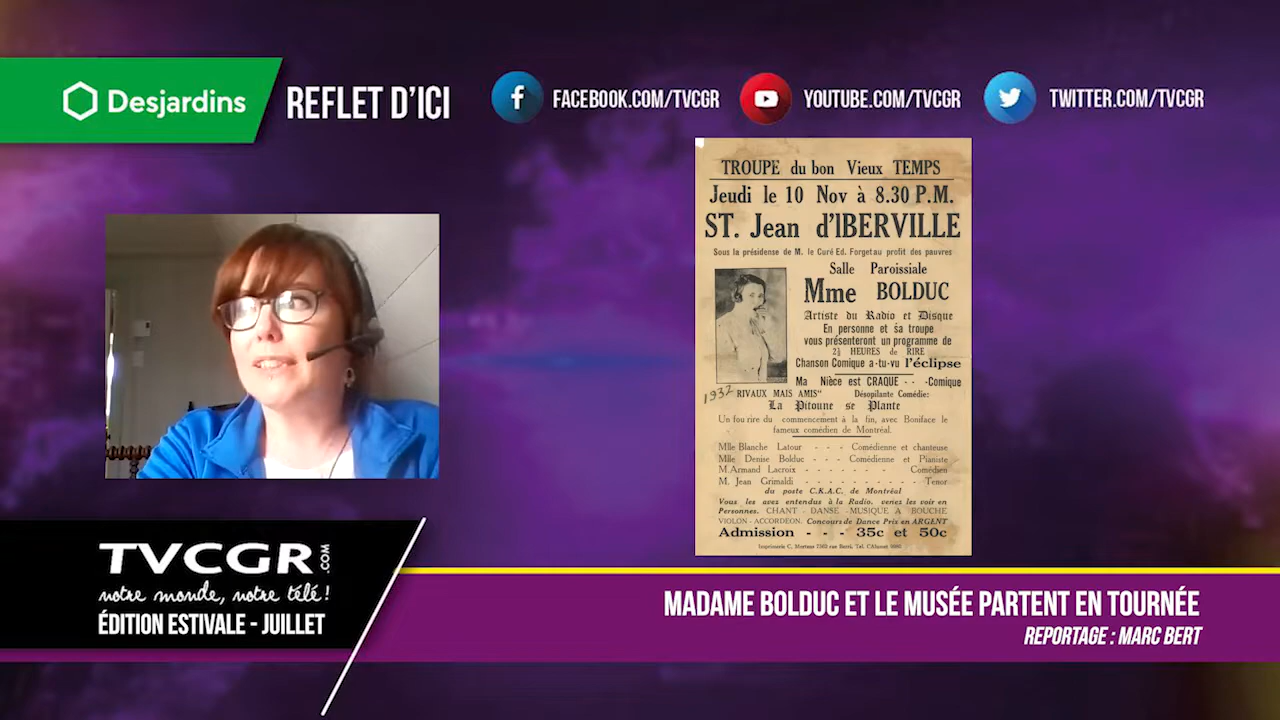 Desjardins
REFLET D'ICI
FACEBOOK.COM/TVCGR
YOUTUBE.COM/TVCGR
TWITTER.COM/TVCGR
TROUPE du bon Vieux TEMPS
Jeudi le 10 Nov à 8.30 P.M.
ST. Jean d'IBERVILLE
Sous la présidense de M. le Curé Ed. Forget au profit des pauvres
Salle Paroissiale
Mme BOLDUC
Artiste du Radio et Disque
En personne et sa troupe
vous présenteront un programme de
2½ HEURES de RIRE
Chanson Comique a-tu-vu l'éclipse
Ma Nièce est CRAQUE - - -Comique
1932
RIVAUX MAIS AMIS" Désopilante Comédie:
La Pitoune se Plante
Un fou rire du commencement à la fin, avec Boniface le
fameux comédien de Montréal.
Mlle Blanche Latour - - - Comédienne et chanteuse
Mlle Denise Bolduc - - - Comédienne et Pianiste
M. Armand Lacroix - - - - - - - Comédien
M. Jean Grimaldi - - - - - - - - - - Tenor
du poste C.K.A.C. de Montréal
Vous les avez entendus à la Radio. venez les voir en
Personnes. CHANT - DANSE - MUSIQUE A BOUCHE
VIOLON - ACCORDEON. Concours de Dance Prix en ARGENT
Admission - - - 35c et 50c
TVCGR.COM
notre monde, notre télé!
ÉDITION ESTIVALE - JUILLET
MADAME BOLDUC ET LE MUSÉE PARTENT EN TOURNÉE
REPORTAGE : MARC BERT